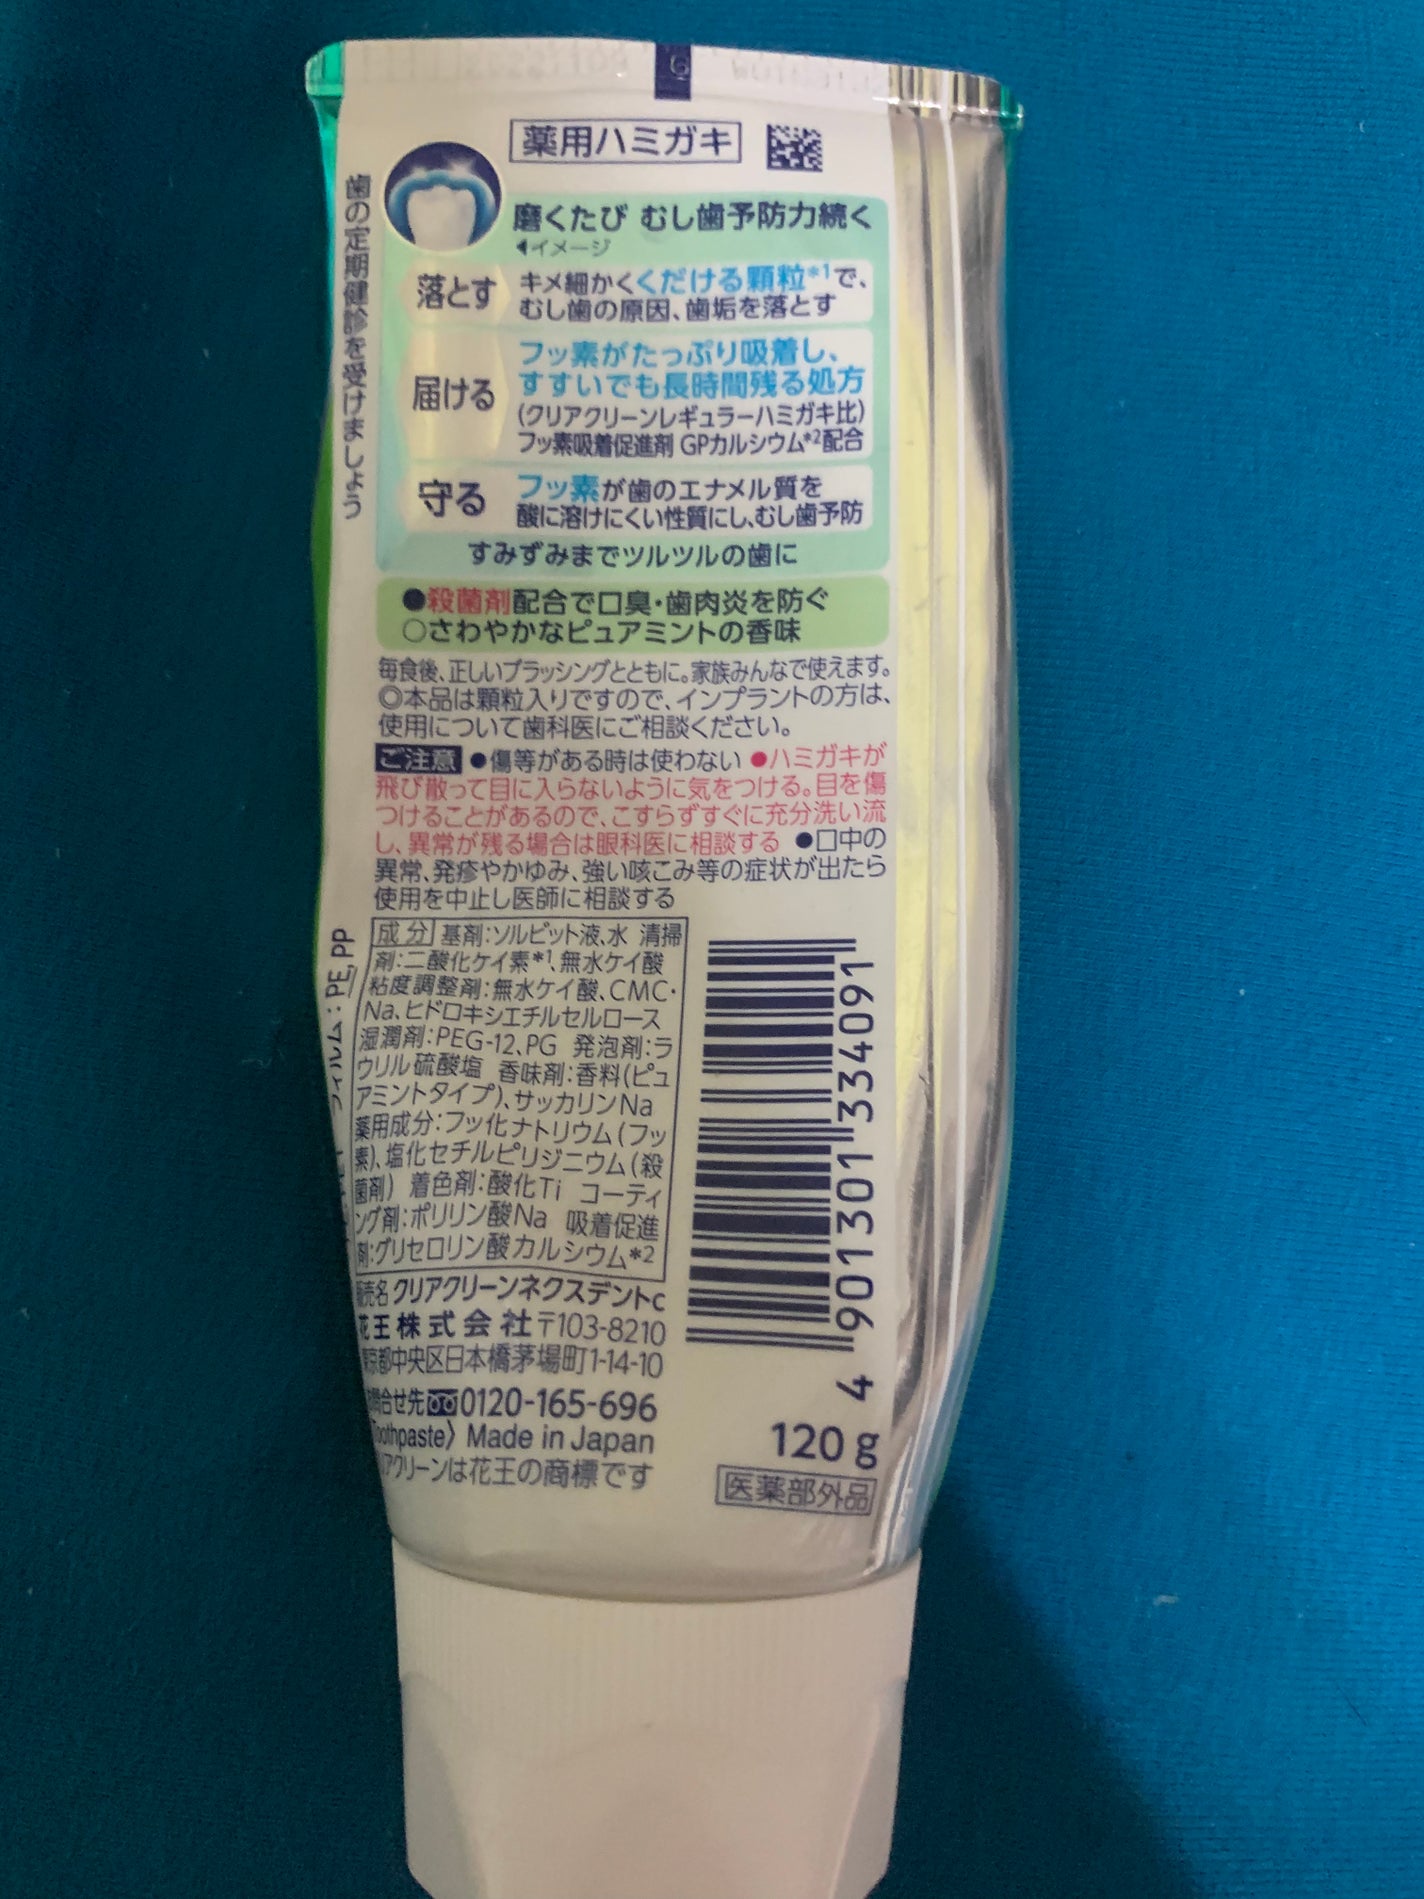 G
薬用ハミガキ
歯の定期健診を受けましょう
磨くたび むし歯予防力続く
◀イメージ
落とす
キメ細かくくだける顆粒*1で、
むし歯の原因、歯垢を落とす
届ける
フッ素がたっぷり吸着し、
すすいでも長時間残る処方
(クリアクリーンレギュラーハミガキ比)
フッ素吸着促進剤 GPカルシウム*2配合
守る
フッ素が歯のエナメル質を
酸に溶けにくい性質にし、むし歯予防
すみずみまでツルツルの歯に
●殺菌剤配合で口臭・歯肉炎を防ぐ
○さわやかなピュアミントの香味
毎食後、正しいブラッシングとともに。家族みんなで使えます。
◎本品は顆粒入りですので、インプラントの方は、
使用について歯科医にご相談ください。
ご注意 ●傷等がある時は使わない ●ハミガキが
飛び散って目に入らないように気をつける。目を傷
つけることがあるので、こすらずすぐに充分洗い流
し、異常が残る場合は眼科医に相談する ●口中の
異常、発疹やかゆみ、強い咳こみ等の症状が出たら
使用を中止し医師に相談する
: PE, PP
成分 基剤:ソルビット液、水 清掃
剤:二酸化ケイ素*1、無水ケイ酸
粘度調整剤:無水ケイ酸、CMC・
Na、ヒドロキシエチルセルロース
湿潤剤:PEG-12、PG 発泡剤:ラ
ウリル硫酸塩 香味剤:香料(ピュ
アミントタイプ)、サッカリンNa
薬用成分:フッ化ナトリウム(フッ
素)、塩化セチルピリジニウム(殺
菌剤) 着色剤:酸化Ti コーティ
ング剤:ポリリン酸Na 吸着促進
剤:グリセロリン酸カルシウム*2
販売名 クリアクリーンネクスデントc
花王株式会社 〒103-8210
東京都中央区日本橋茅場町1-14-10
お問合せ先 0120-165-696
oothpaste〉 Made in Japan
リアクリーンは花王の商標です
4 901301 334091
120 g
医薬部外品